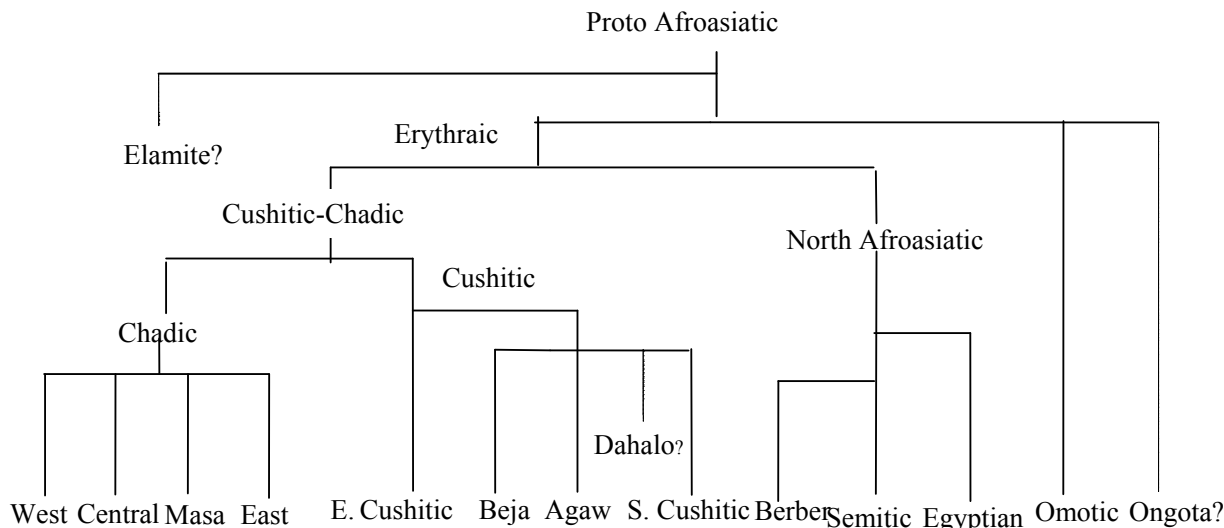 Proto Afroasiatic
Erythraic
Elamite?
Cushitic-Chadic
North Afroasiatic
Cushitic
Chadic
Dahalo?
West Central Masa East E. Cushitic Beja Agaw S. Cushitic Berber Semitic Egyptian Omotic Ongota?